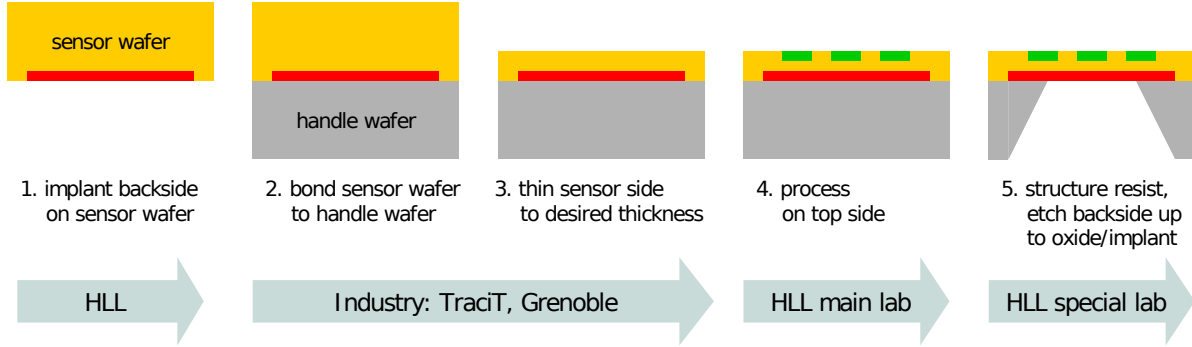 sensor wafer
handle wafer
1. implant backside
on sensor wafer
2. bond sensor wafer
to handle wafer
3. thin sensor side
to desired thickness
4. process
on top side
5. structure resist,
etch backside up
to oxide/implant
HLL
Industry: TraciT, Grenoble
HLL main lab
HLL special lab